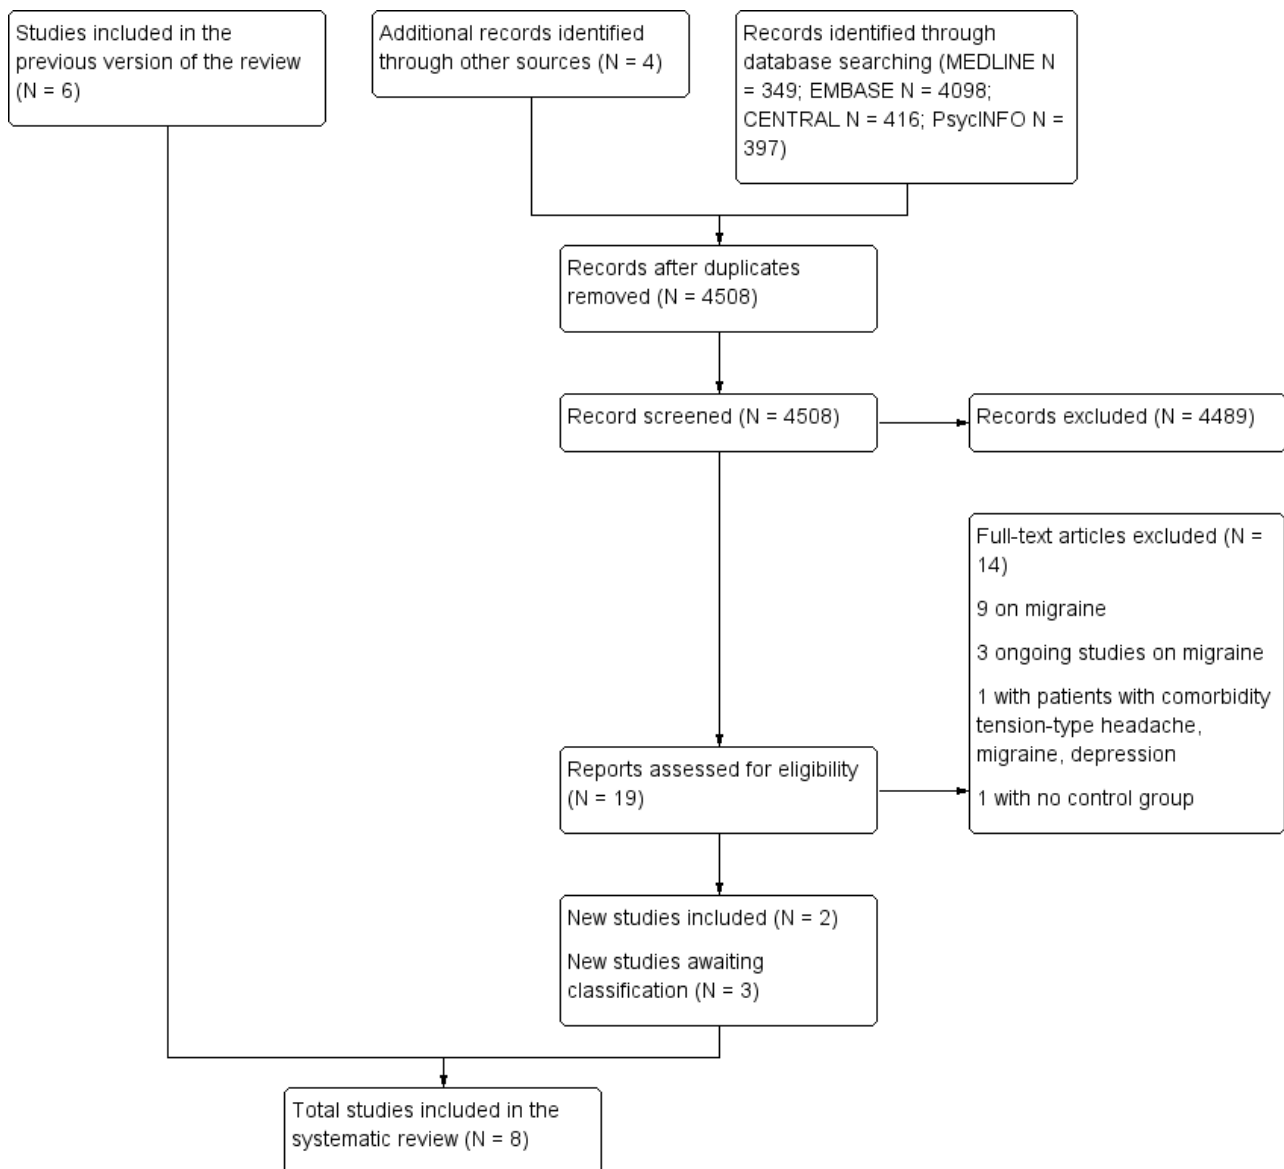 Studies included in the
previous version of the review
(N = 6)
Additional records identified
through other sources (N = 4)
Records identified through
database searching (MEDLINE N
= 349; EMBASE N = 4098;
CENTRAL N = 416; PsycINFO N =
397)
Records after duplicates
removed (N = 4508)
Record screened (N = 4508)
Records excluded (N = 4489)
Full-text articles excluded (N =
14)
9 on migraine
3 ongoing studies on migraine
1 with patients with comorbidity
tension-type headache,
migraine, depression
1 with no control group
Reports assessed for eligibility
(N = 19)
New studies included (N = 2)
New studies awaiting
classification (N = 3)
Total studies included in the
systematic review (N = 8)